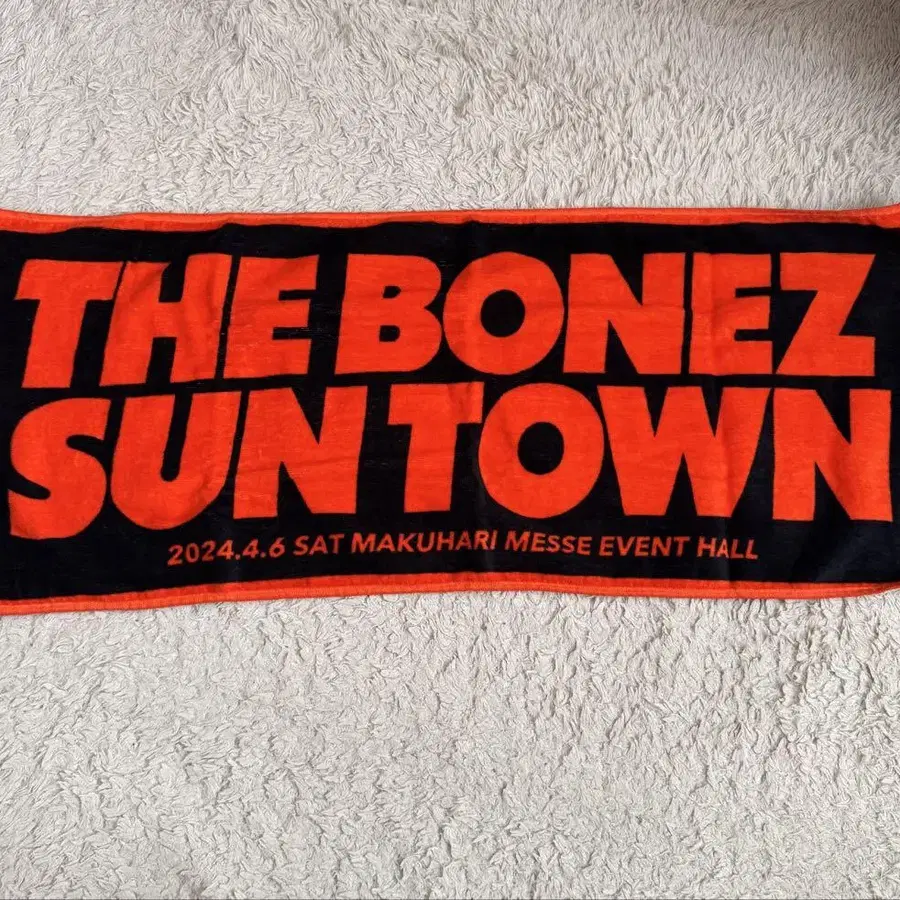 THE BONEZ
SUN TOWN
2024.4.6 SAT MAKUHARI MESSE EVENT HALL